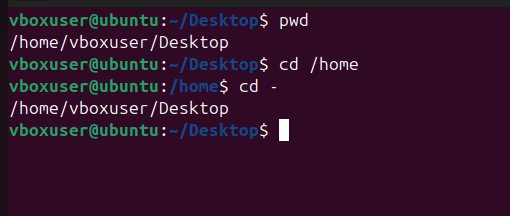 vboxuser@ubuntu:~/Desktop$ pwd
/home/vboxuser/Desktop
vboxuser@ubuntu:~/Desktop$ cd /home
vboxuser@ubuntu:/home$ cd -
/home/vboxuser/Desktop
vboxuser@ubuntu:~/Desktop$